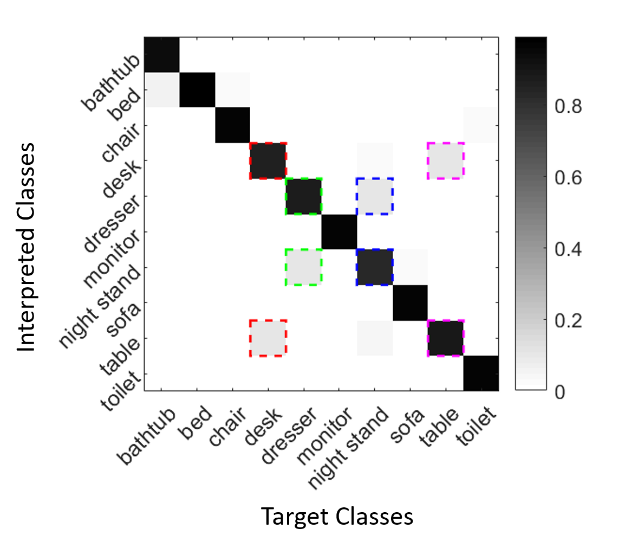 Interpreted Classes
bathtub
bed
chair
desk
dresser
monitor
night stand
sofa
table
toilet
bathtub
bed
chair
desk
dresser
monitor
night stand
sofa
table
toilet
Target Classes
0.8
0.6
0.4
0.2
0